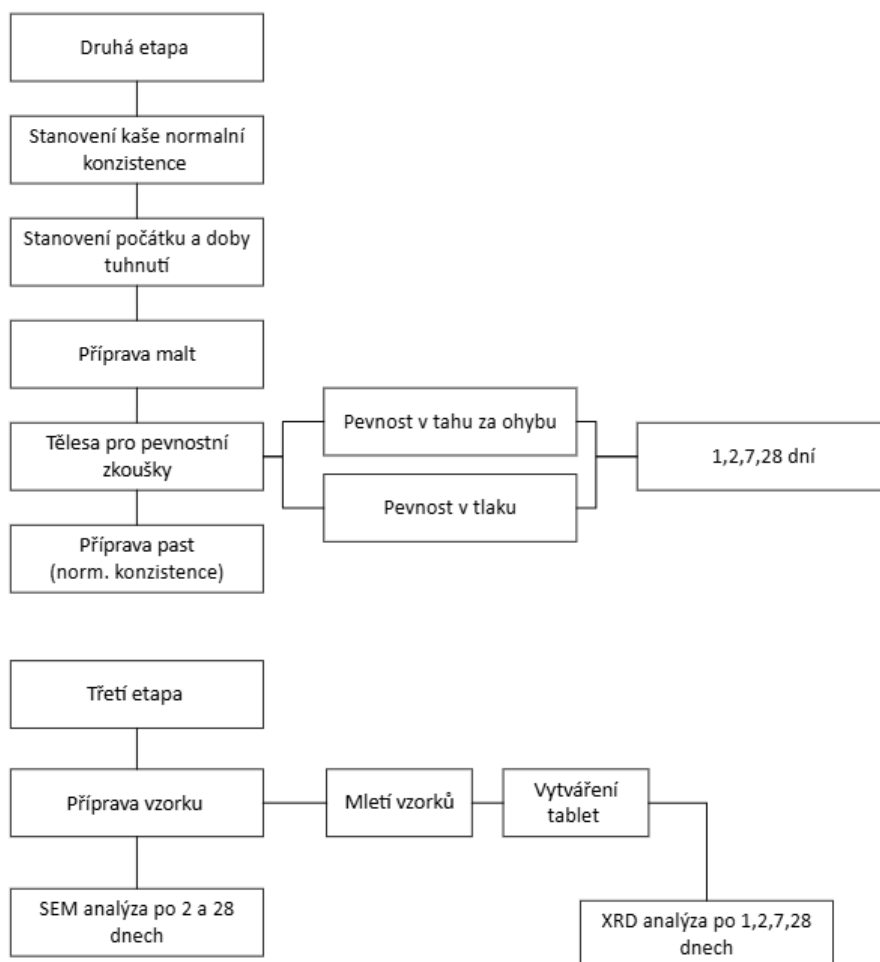 Druhá etapa
Stanovení kaše normalní
konzistence
Stanovení počátku a doby
tuhnutí
Příprava malt
Tělesa pro pevnostní
zkoušky
Pevnost v tahu za ohybu
Pevnost v tlaku
1,2,7,28 dní
Příprava past
(norm. konzistence)
Třetí etapa
Příprava vzorku
Mletí vzorků
Vytváření
tablet
SEM analýza po 2 a 28
dnech
XRD analýza po 1,2,7,28
dnech